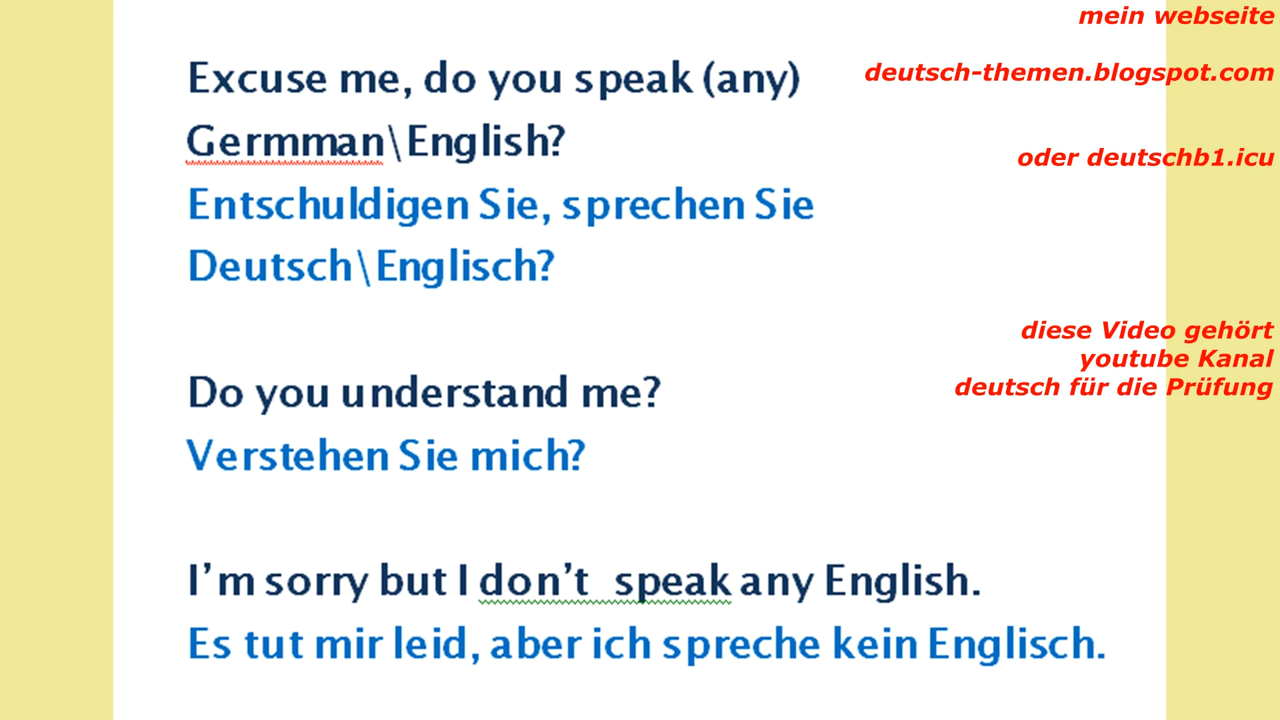 mein webseite
Excuse me, do you speak (any)
deutsch-themen.blogspot.com
Germman\English?
oder deutschb1.icu
Entschuldigen Sie, sprechen Sie
Deutsch\Englisch?
diese Video gehört
youtube Kanal
deutsch für die Prüfung
Do you understand me?
Verstehen Sie mich?
I'm sorry but I don't  speak any English.
Es tut mir leid, aber ich spreche kein Englisch.